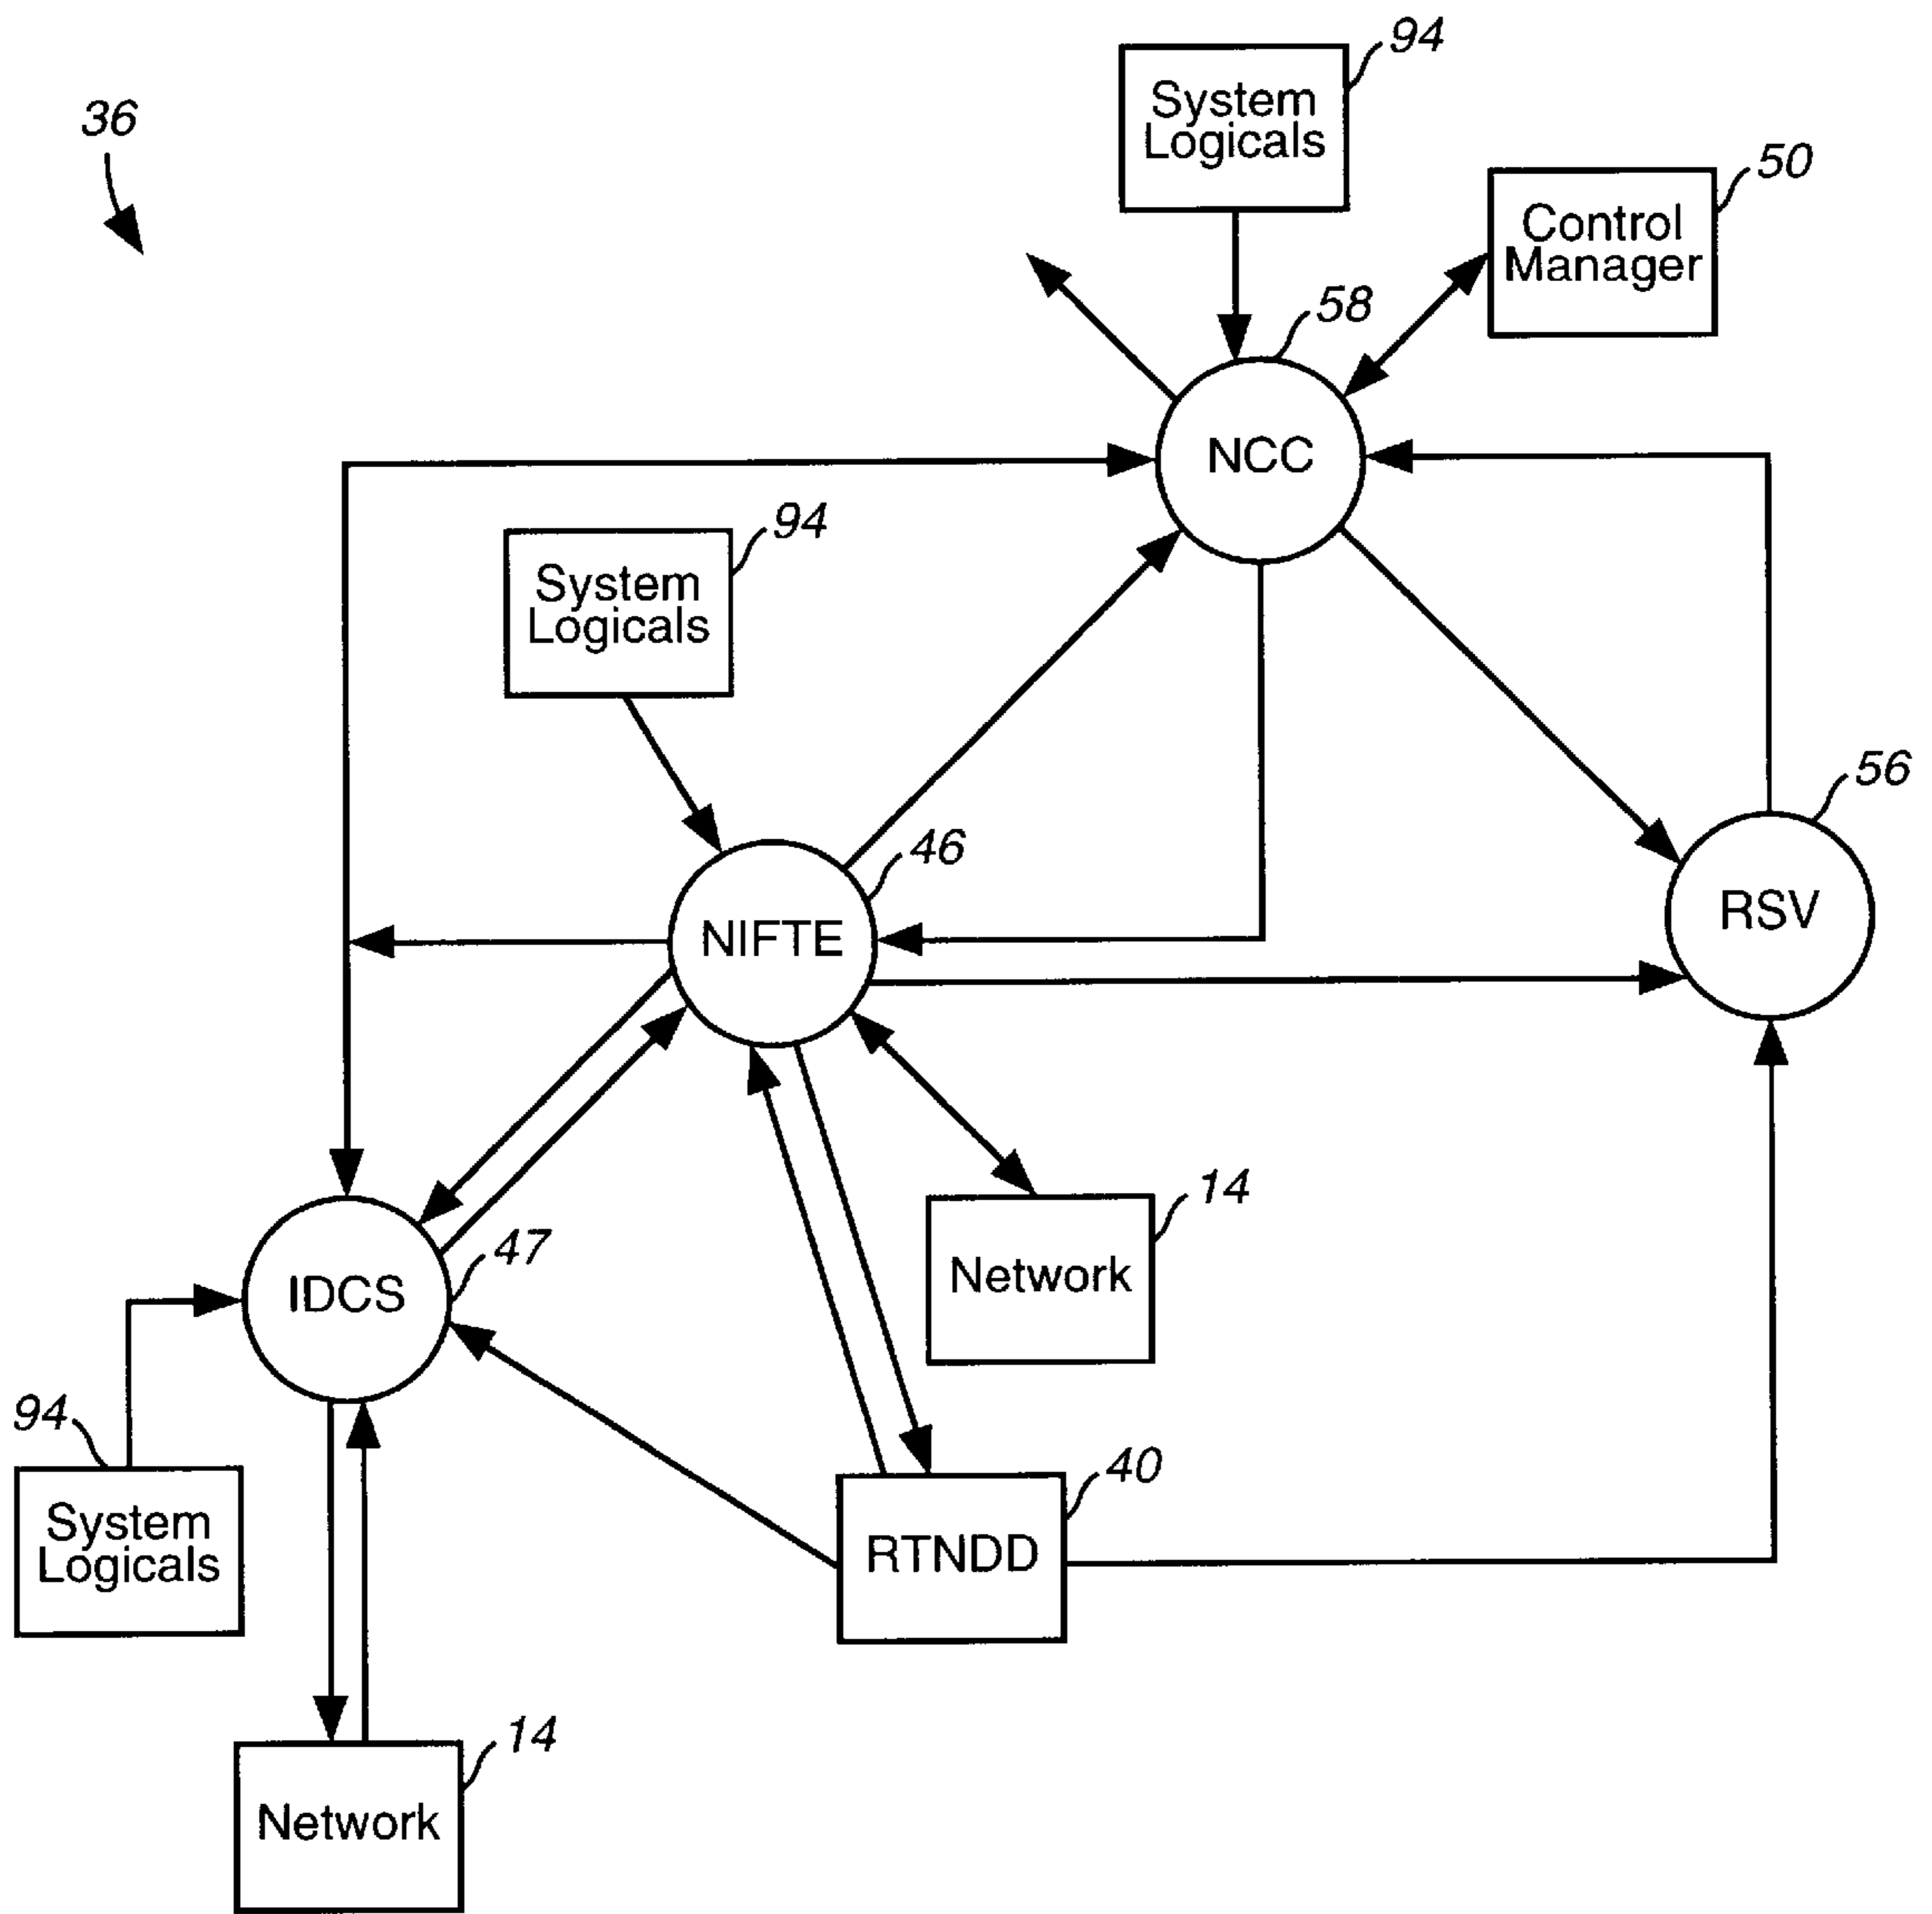 94
System
Logicals
36
50
Control
Manager
58
NCC
94
System
Logicals
56
46
RSV
NIFTE
14
47
Network
IDCS
94
40
System
Logicals
RTNDD
14
Network